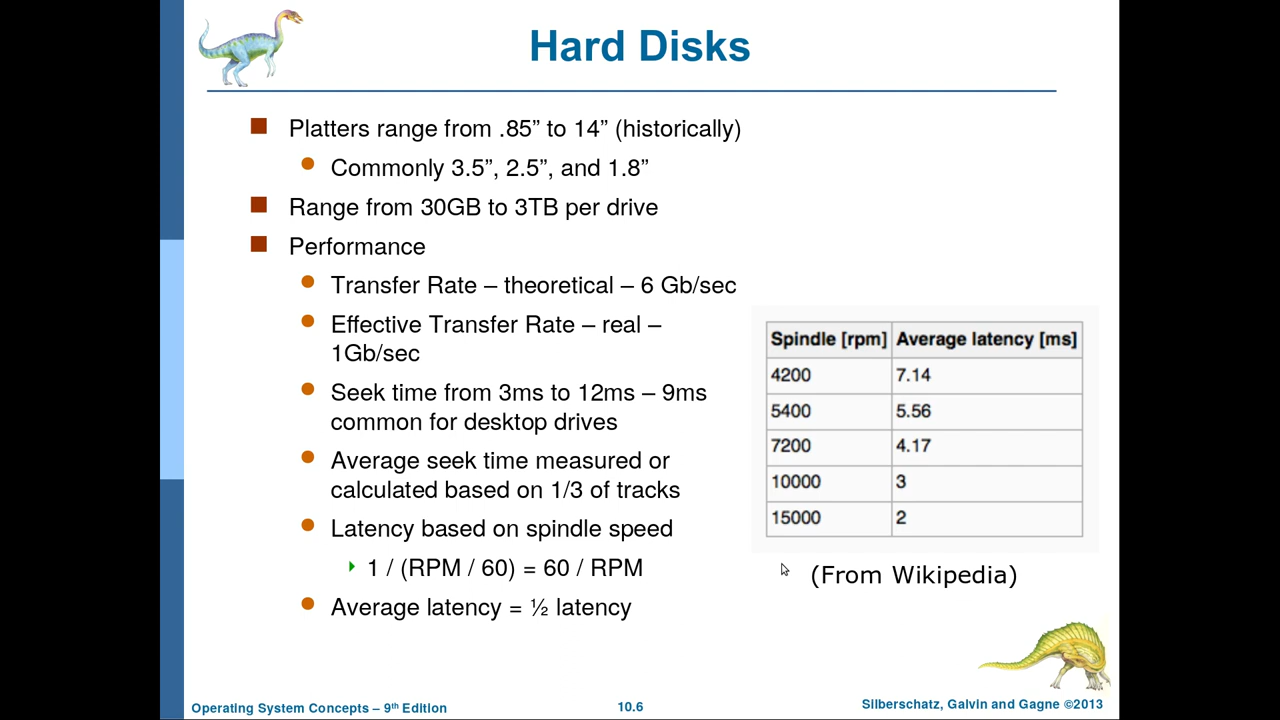 Hard Disks
Platters range from .85” to 14” (historically)
Commonly 3.5”, 2.5”, and 1.8”
Range from 30GB to 3TB per drive
Performance
Transfer Rate – theoretical – 6 Gb/sec
Effective Transfer Rate – real –
1Gb/sec
Seek time from 3ms to 12ms – 9ms
common for desktop drives
Average seek time measured or
calculated based on 1/3 of tracks
Latency based on spindle speed
1 / (RPM / 60) = 60 / RPM
Average latency = ½ latency
Spindle [rpm] Average latency [ms]
4200 7.14
5400 5.56
7200 4.17
10000 3
15000 2
(From Wikipedia)
Operating System Concepts – 9th Edition
10.6
Silberschatz, Galvin and Gagne ©2013